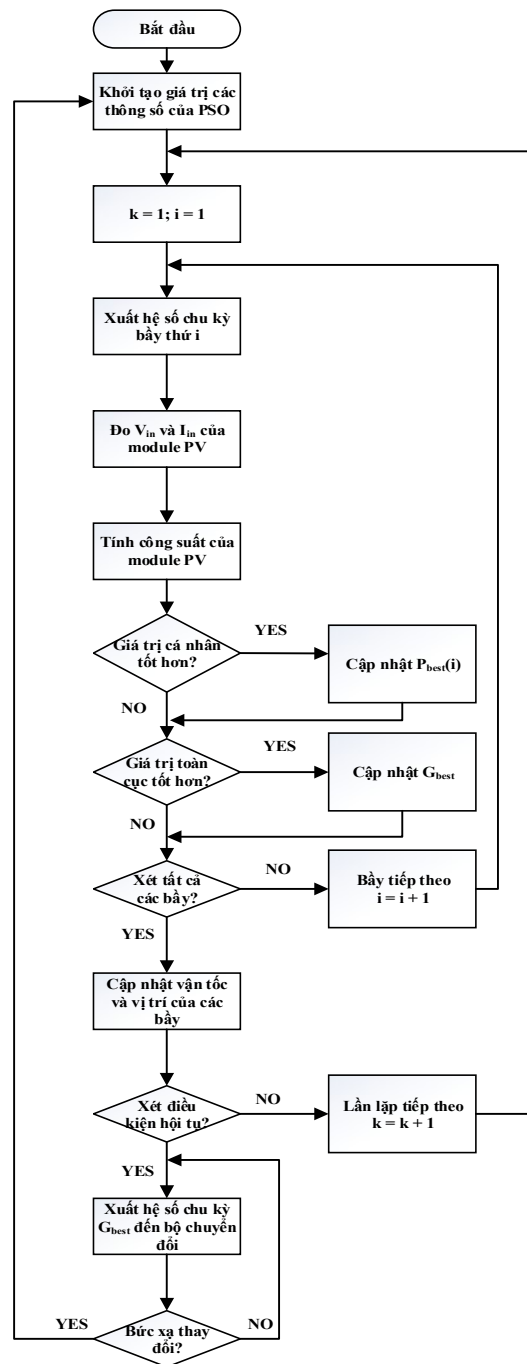 Bắt đầu
Khởi tạo giá trị các
thông số của PSO
k = 1; i = 1
Xuất hệ số chu kỳ
bầy thứ i
Đo Vin và Iin của
module PV
Tính công suất của
module PV
Giá trị cá nhân
tốt hơn?
YES
Cập nhật Pbest(i)
NO
Giá trị toàn
cục tốt hơn?
YES
Cập nhật Gbest
NO
Xét tất cả
các bầy?
NO
Bầy tiếp theo
i = i + 1
YES
Cập nhật vận tốc
và vị trí của các
bầy
Xét điều
kiện hội tụ?
NO
Lần lặp tiếp theo
k = k + 1
YES
Xuất hệ số chu kỳ
Gbest đến bộ chuyển
đổi
YES
Bức xạ thay
đổi?
NO